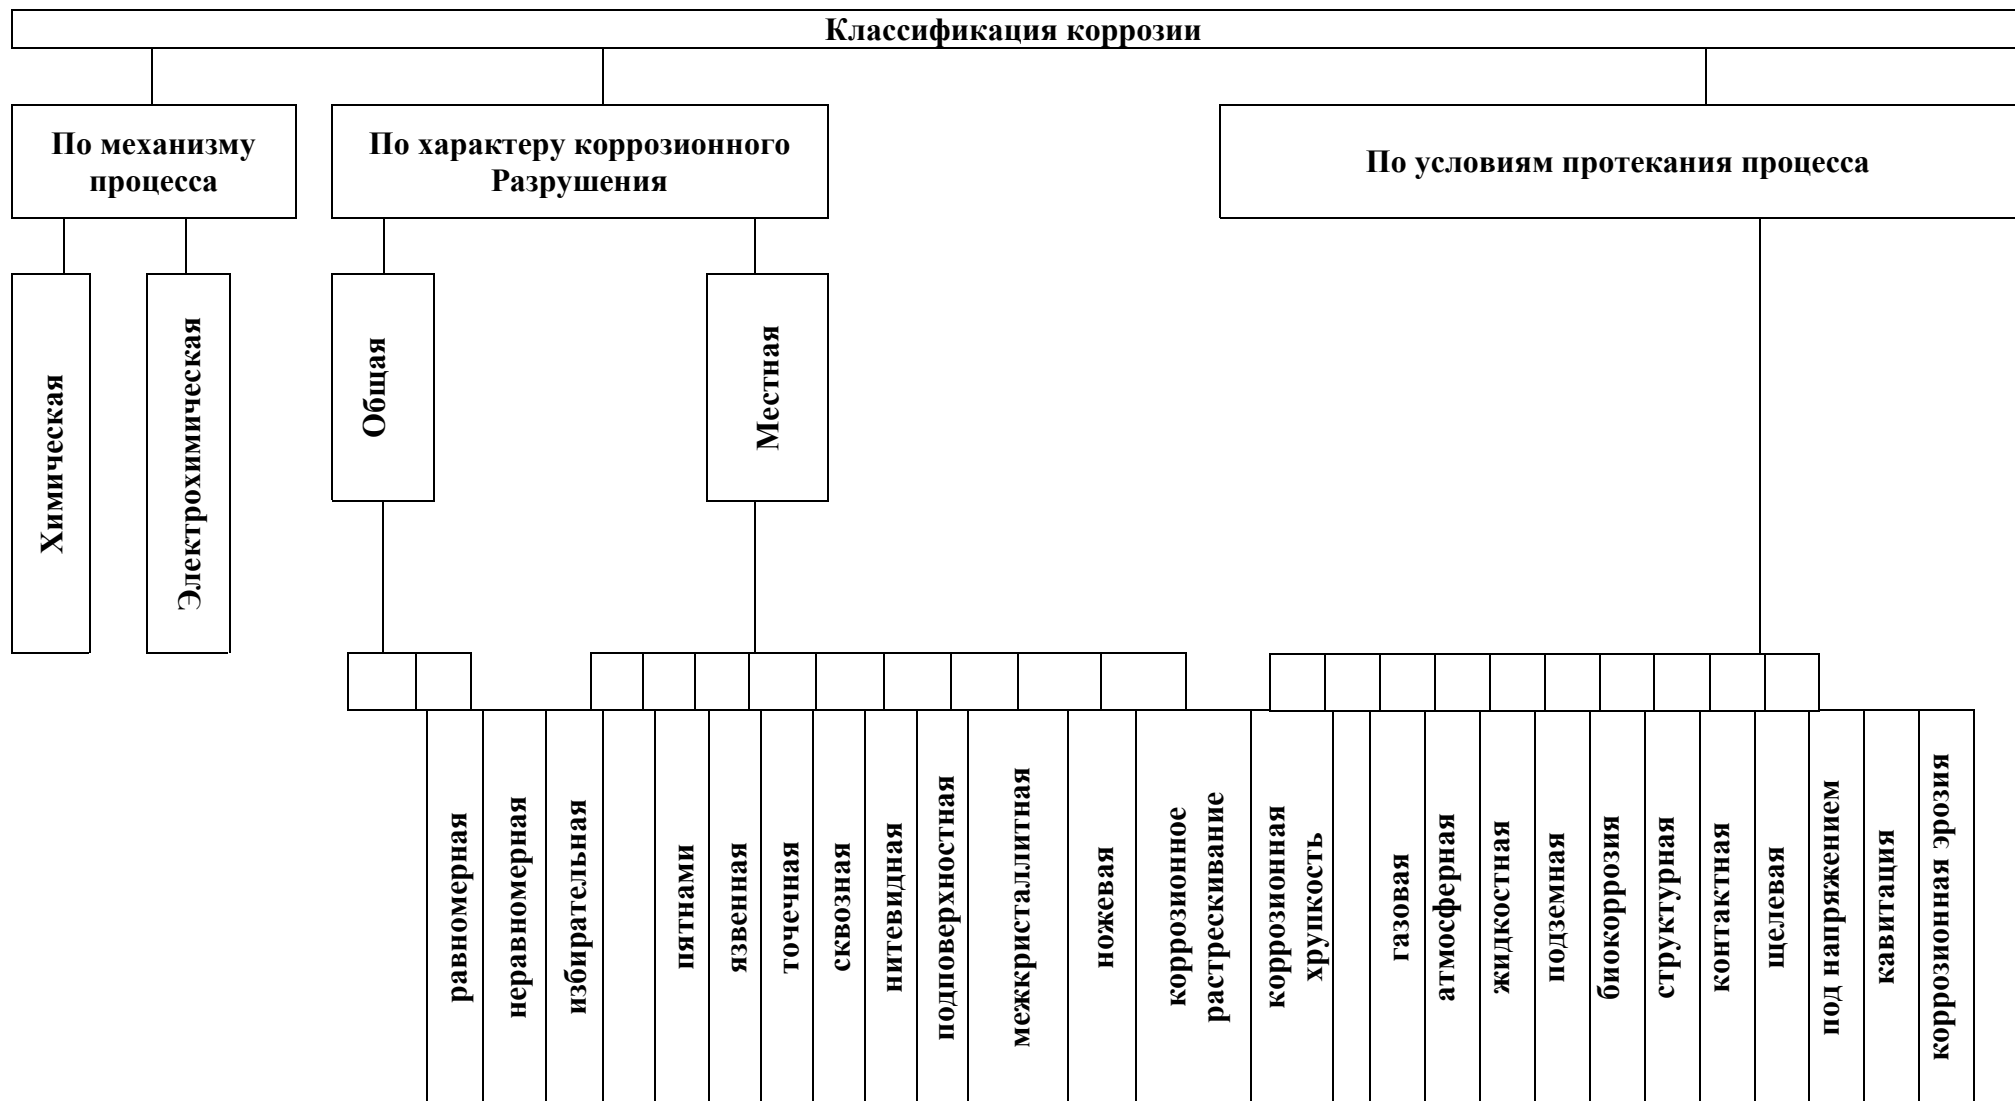 Классификация коррозии
По механизму
процесса
По характеру коррозионного
Разрушения
По условиям протекания процесса
Химическая
Электрохимическая
Общая
Местная
равномерная
неравномерная
избирательная
пятнами
язвенная
точечная
сквозная
нитевидная
подповерхностная
межкристаллитная
ножевая
коррозионное
растрескивание
коррозионная
хрупкость
газовая
атмосферная
жидкостная
подземная
биокоррозия
структурная
контактная
щелевая
под напряжением
кавитация
коррозионная эрозия